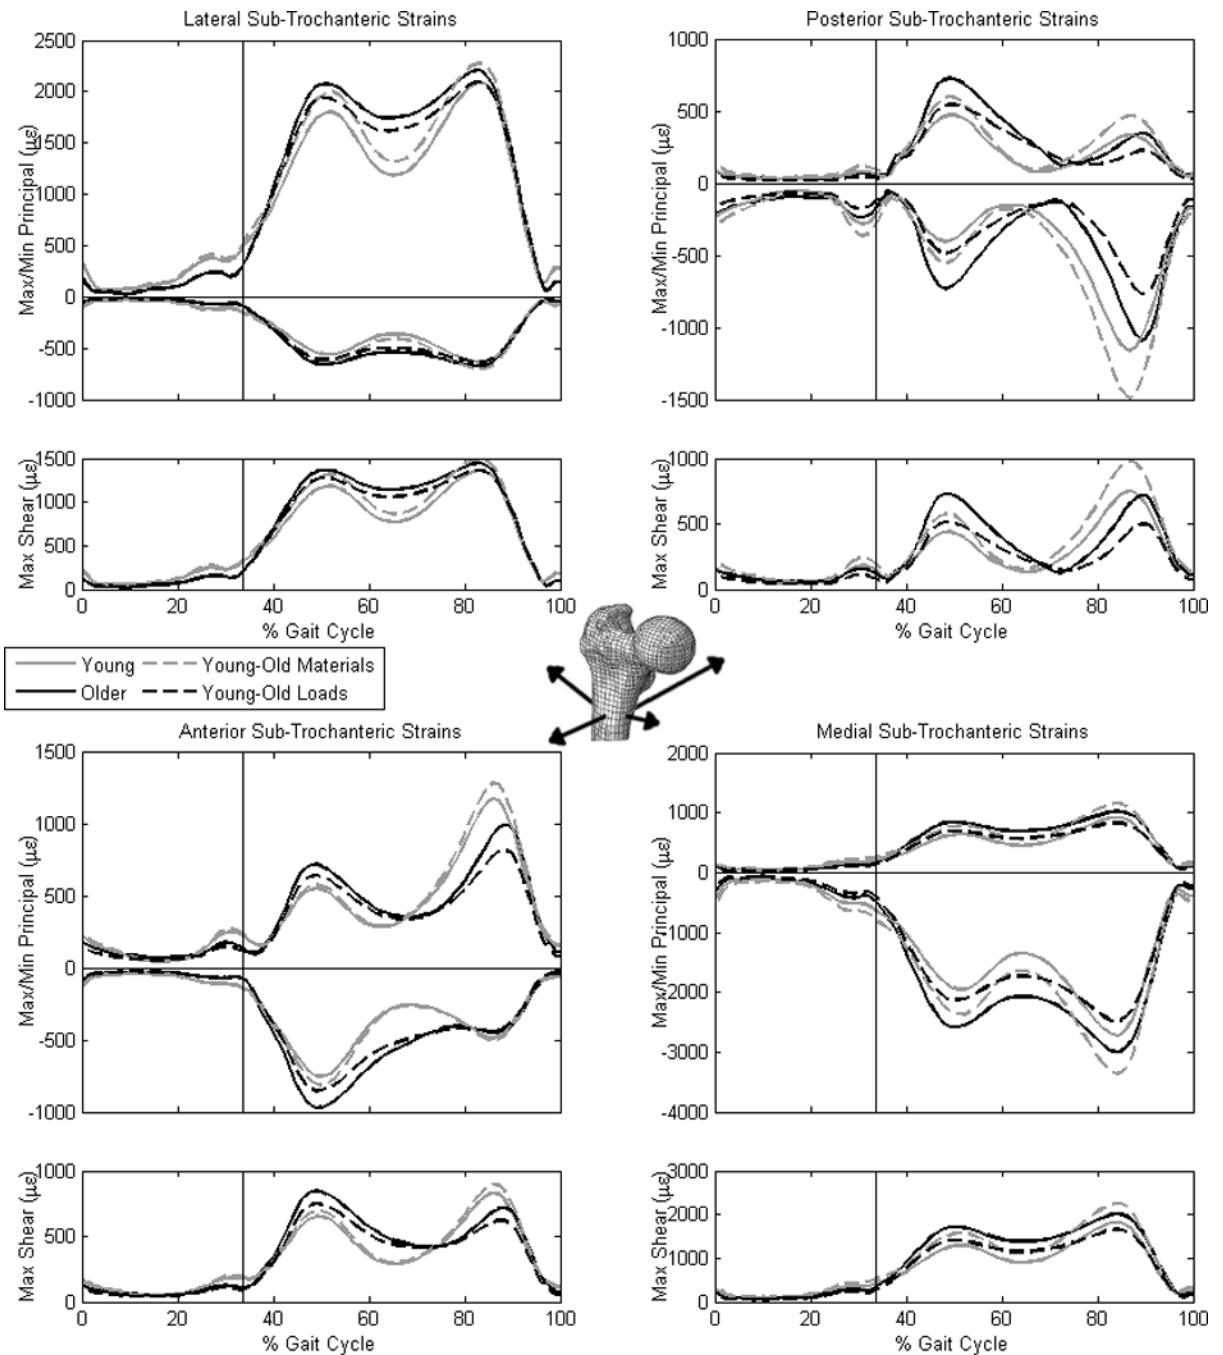 Lateral Sub-Trochanteric Strains
Max/Min Principal (με)
2500
2000
1500
1000
500
0
-500
-1000
Max Shear (με)
1500
1000
500
0
0 20 40 60 80 100
% Gait Cycle
Posterior Sub-Trochanteric Strains
Max/Min Principal (με)
1000
500
0
-500
-1000
-1500
Max Shear (με)
1000
500
0
0 20 40 60 80 100
% Gait Cycle
Young Young-Old Materials
Older Young-Old Loads
Anterior Sub-Trochanteric Strains
Max/Min Principal (με)
1500
1000
500
0
-500
-1000
Max Shear (με)
1000
500
0
0 20 40 60 80 100
% Gait Cycle
Medial Sub-Trochanteric Strains
Max/Min Principal (με)
2000
1000
0
-1000
-2000
-3000
-4000
Max Shear (με)
3000
2000
1000
0
0 20 40 60 80 100
% Gait Cycle